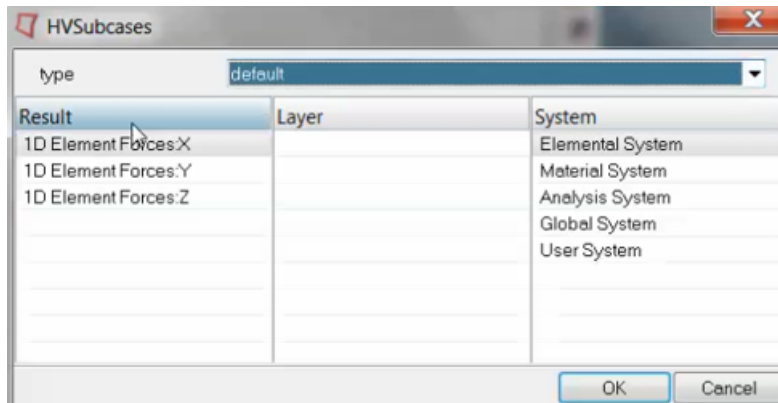 HVSubcases
type default
Result Layer System
1D Element Forces:X Elemental System
1D Element Forces:Y Material System
1D Element Forces:Z Analysis System
Global System
User System
OK Cancel